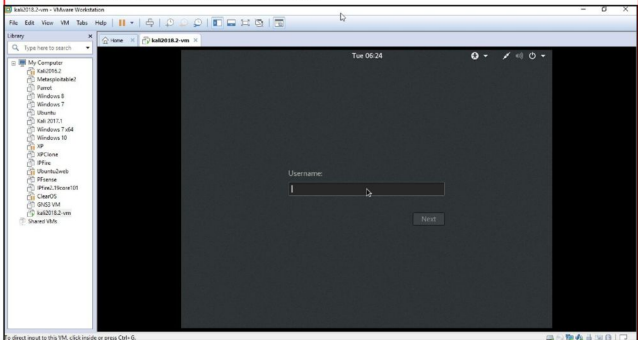 kali2018.2-vm - VMware Workstation
File Edit View VM Tabs Help
Library
Type here to search
Home
kali2018.2-vm
My Computer
Kali2016.2
Metasploitable2
Parrot
Windows 8
Windows 7
Ubuntu
Kali 2017.1
Windows 7 x64
Windows 10
XP
XPClone
IPFire
Ubuntu2web
PFsense
IPfire2.19core101
ClearOS
GNS3 VM
kali2018.2-vm
Shared VMs
Tue 06:24
Username:
Next
To direct input to this VM, click inside or press Ctrl+G.